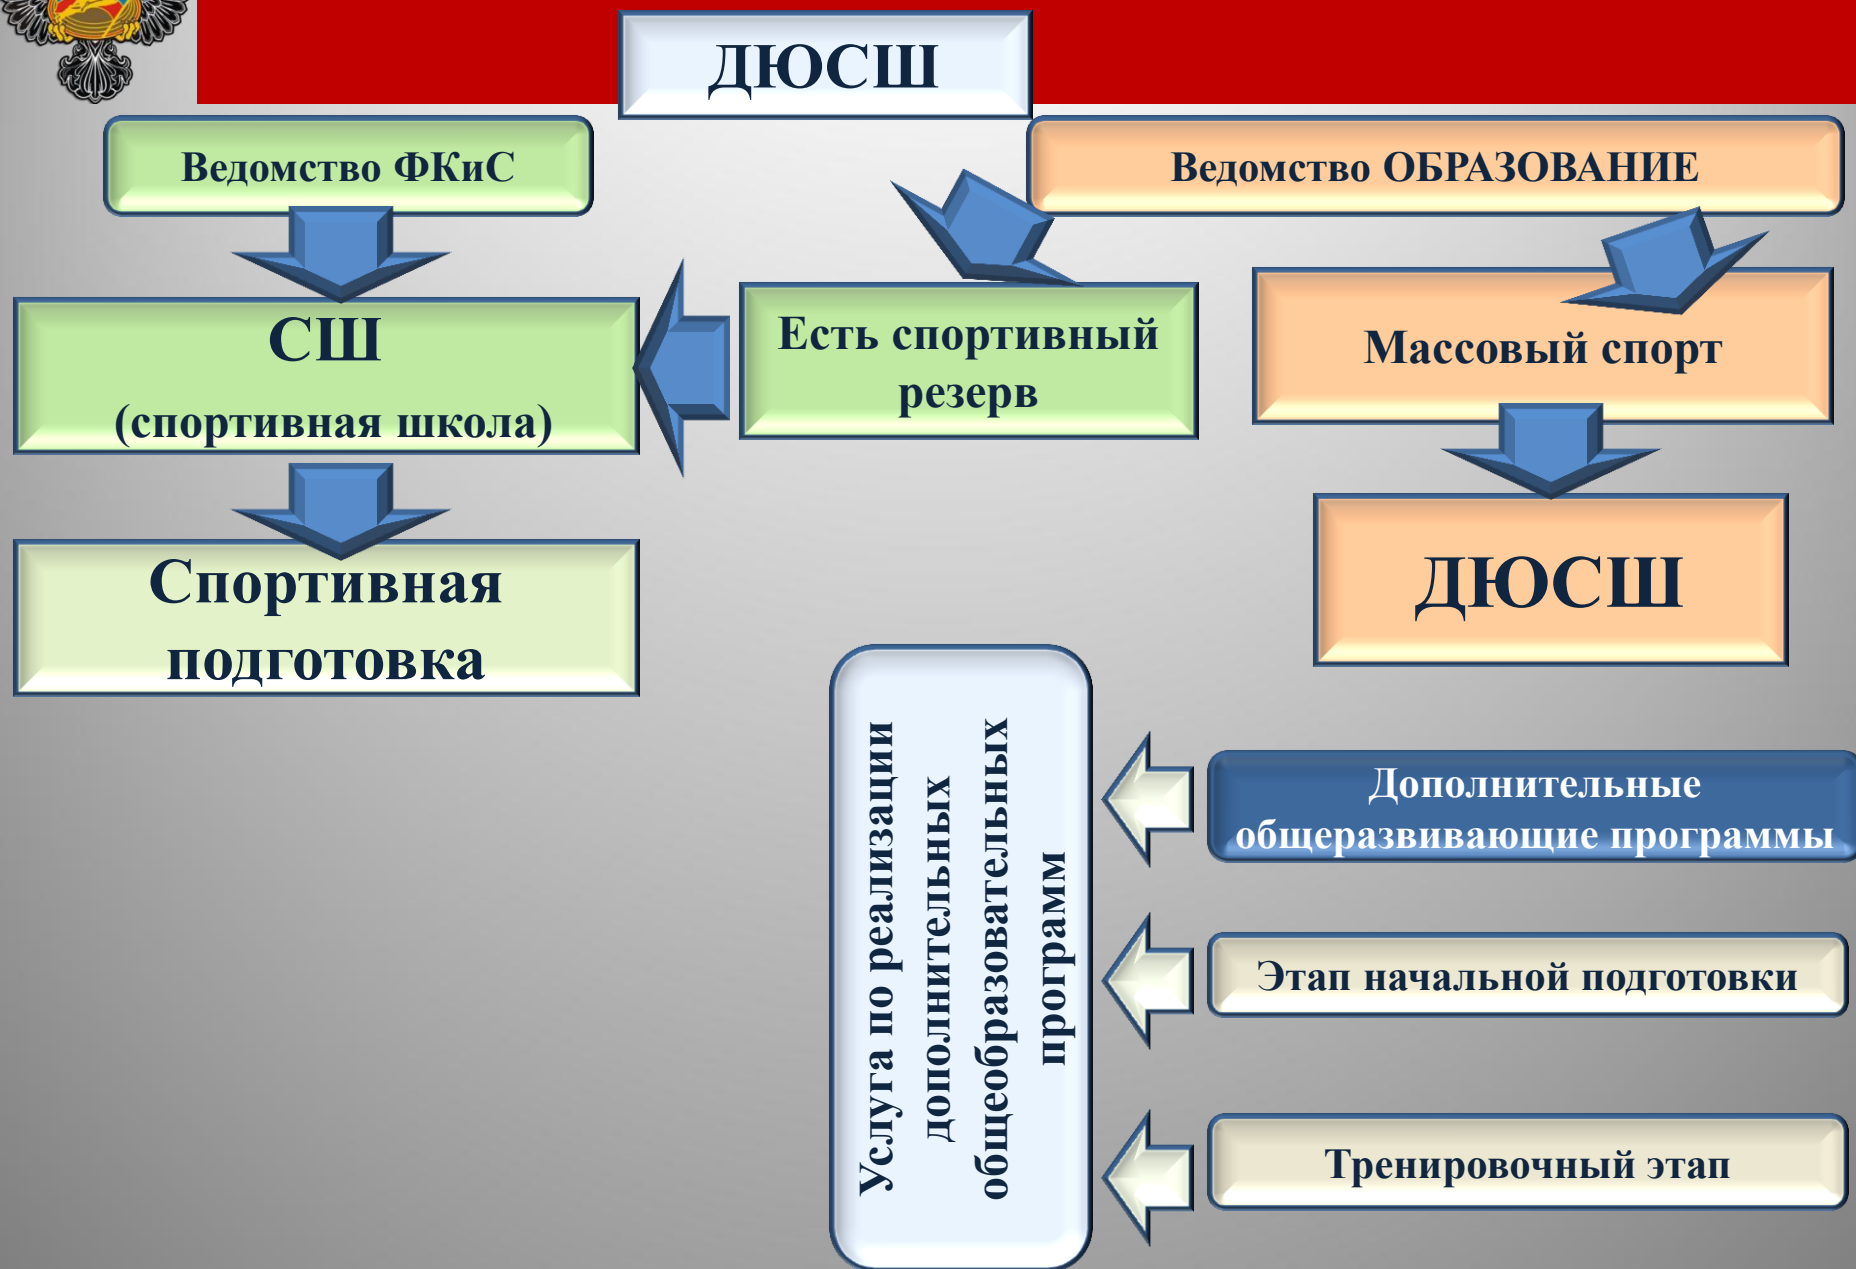 ДЮСШ
Ведомство ФКиС
Ведомство ОБРАЗОВАНИЕ
СШ
(спортивная школа)
Есть спортивный
резерв
Массовый спорт
Спортивная
подготовка
ДЮСШ
Услуга по реализации
дополнительных
общеобразовательных
программ
Дополнительные
общеразвивающие программы
Этап начальной подготовки
Тренировочный этап